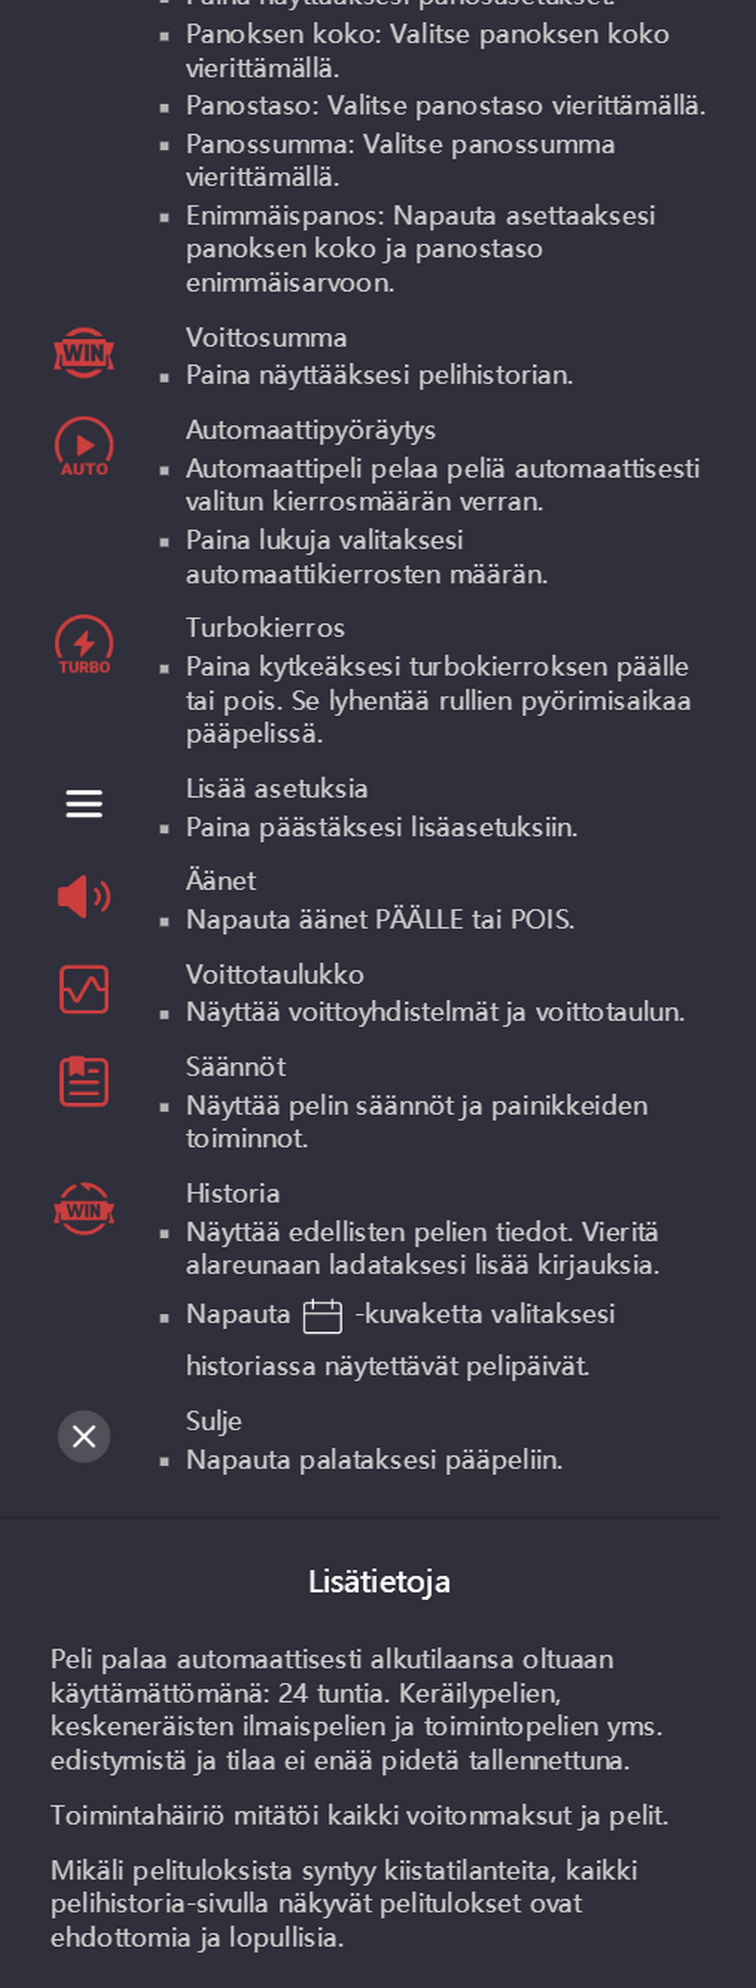 Paina näyttääksesi panosasetukset.
Panoksen koko: Valitse panoksen koko
vierittämällä.
Panostaso: Valitse panostaso vierittämällä.
Panossumma: Valitse panossumma
vierittämällä.
Enimmäispanos: Napauta asettaaksesi
panoksen koko ja panostaso
enimmäisarvoon.
WIN
Voittosumma
Paina näyttääksesi pelihistorian.
AUTO
Automaattipyöräytys
Automaattipeli pelaa peliä automaattisesti
valitun kierrosmäärän verran.
Paina lukuja valitaksesi
automaattikierrosten määrän.
TURBO
Turbokierros
Paina kytkeäksesi turbokierroksen päälle
tai pois. Se lyhentää rullien pyörimisaikaa
pääpelissä.
Lisää asetuksia
Paina päästäksesi lisäasetuksiin.
Äänet
Napauta äänet PÄÄLLE tai POIS.
Voittotaulukko
Näyttää voittoyhdistelmät ja voittotaulun.
Säännöt
Näyttää pelin säännöt ja painikkeiden
toiminnot.
WIN
Historia
Näyttää edellisten pelien tiedot. Vieritä
alareunaan ladataksesi lisää kirjauksia.
Napauta -kuvaketta valitaksesi
historiassa näytettävät pelipäivät.
Sulje
Napauta palataksesi pääpeliin.
Lisätietoja
Peli palaa automaattisesti alkutilaansa oltuaan
käyttämättömänä: 24 tuntia. Keräilypelien,
keskeneräisten ilmaispelien ja toimintopelien yms.
edistymistä ja tilaa ei enää pidetä tallennettuna.
Toimintahäiriö mitätöi kaikki voitonmaksut ja pelit.
Mikäli pelituloksista syntyy kiistatilanteita, kaikki
pelihistoria-sivulla näkyvät pelitulokset ovat
ehdottomia ja lopullisia.